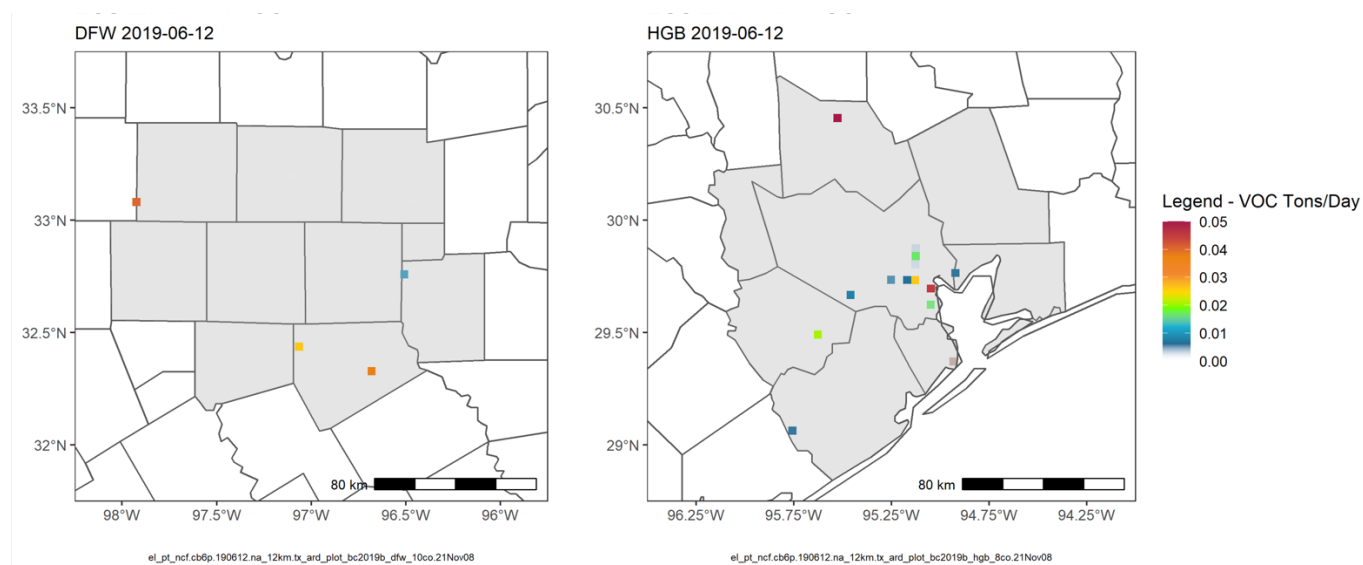 DFW 2019-06-12
33.5°N
33°N
32.5°N
32°N
80 km
98°W 97.5°W 97°W 96.5°W 96°W
el_pt_ncf.cb6p.190612.na_12km.tx_ard_plot_bc2019b_dfw_10co.21Nov08
HGB 2019-06-12
30.5°N
30°N
29.5°N
29°N
80 km
96.25°W 95.75°W 95.25°W 94.75°W 94.25°W
el_pt_ncf.cb6p.190612.na_12km.tx_ard_plot_bc2019b_hgb_8co.21Nov08
Legend - VOC Tons/Day
0.05
0.04
0.03
0.02
0.01
0.00